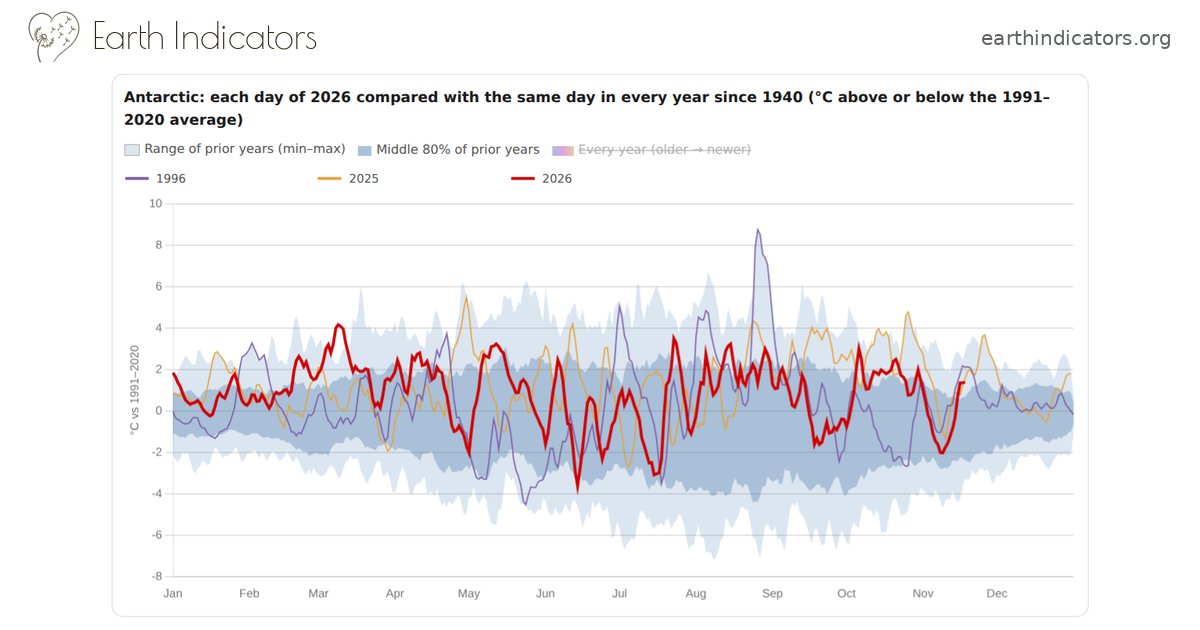 Earth Indicators
earthindicators.org
Antarctic: each day of 2026 compared with the same day in every year since 1940 (°C above or below the 1991–
2020 average)
Range of prior years (min–max) Middle 80% of prior years Every year (older → newer)
1996 2025 2026
°C vs 1991–2020
10
8
6
4
2
0
-2
-4
-6
-8
Jan Feb Mar Apr May Jun Jul Aug Sep Oct Nov Dec